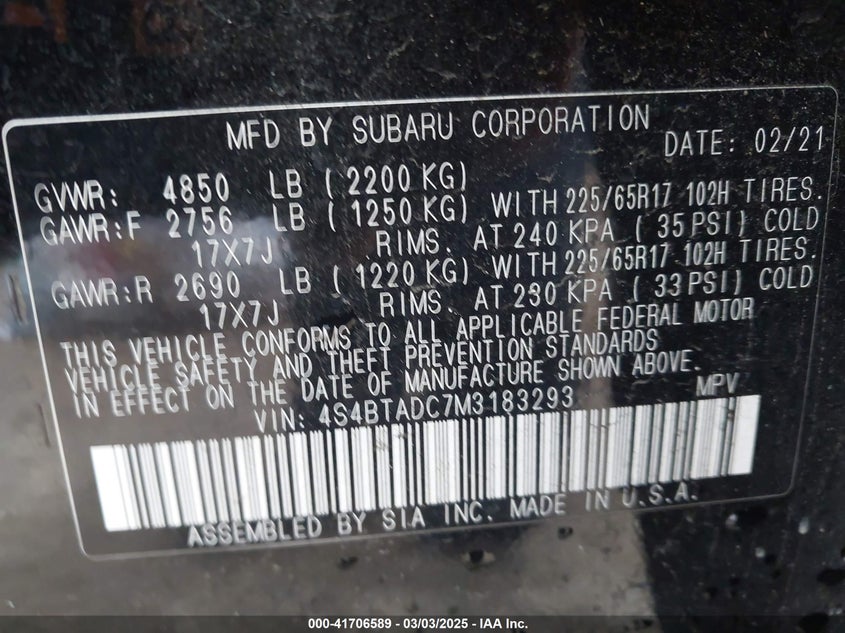 MFD BY SUBARU CORPORATION DATE: 02/21
GVWR: 4850 LB ( 2200 KG)
GAWR:F 2756 LB ( 1250 KG) WITH 225/65R17 102H TIRES.
17X7J RIMS. AT 240 KPA ( 35 PSI) COLD
GAWR:R 2690 LB ( 1220 KG) WITH 225/65R17 102H TIRES.
17X7J RIMS. AT 230 KPA ( 33 PSI) COLD
THIS VEHICLE CONFORMS TO ALL APPLICABLE FEDERAL MOTOR
VEHICLE SAFETY AND THEFT PREVENTION STANDARDS
IN EFFECT ON THE DATE OF MANUFACTURE SHOWN ABOVE.
VIN: 4S4BTADC7M3183293 MPV
ASSEMBLED BY SIA INC. MADE IN U.S.A.
000-41706589 - 03/03/2025 - IAA Inc.